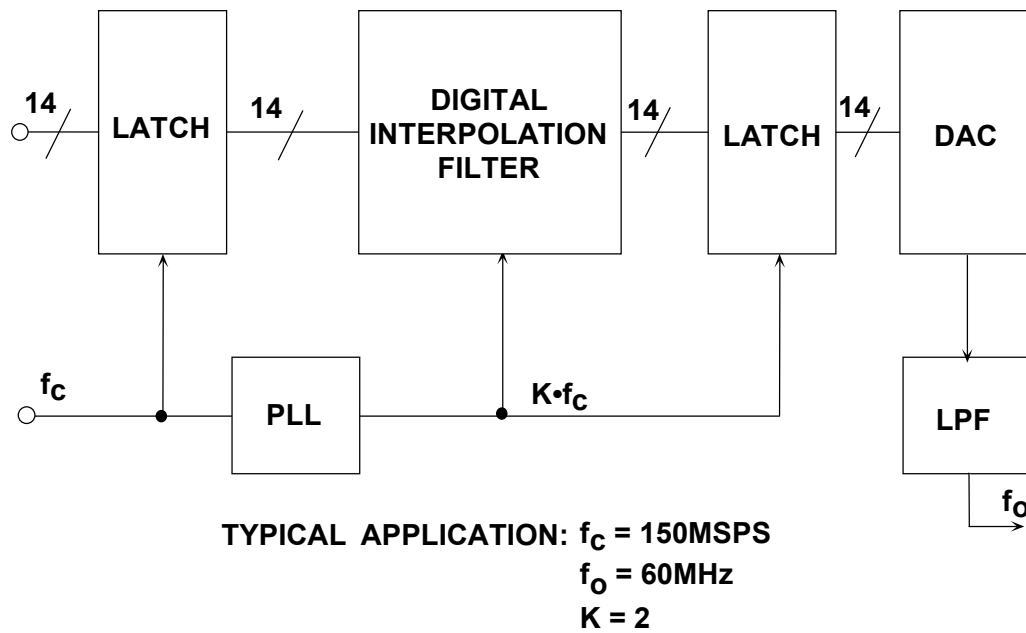 14
LATCH
14
DIGITAL
INTERPOLATION
FILTER
14
LATCH
14
DAC
fc
PLL
K•fc
LPF
fo
TYPICAL APPLICATION: fc = 150MSPS
fo = 60MHz
K = 2